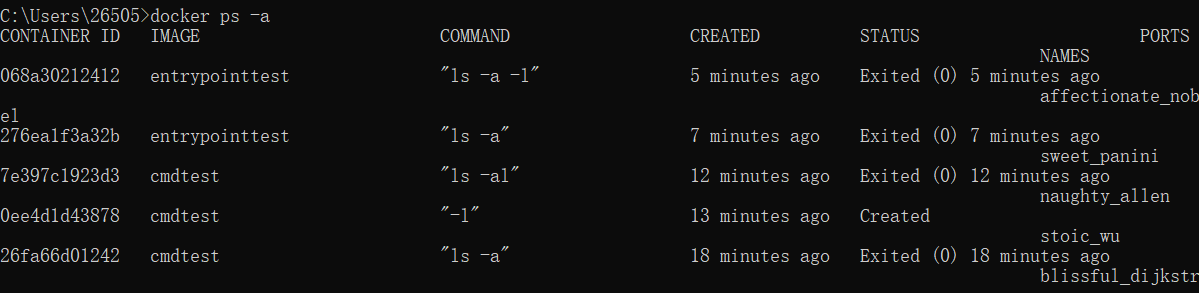 C:\Users\26505>docker ps -a
CONTAINER ID   IMAGE                        COMMAND                  CREATED          STATUS                      PORTS
NAMES
068a30212412   entrypointtest               "ls -a -l"               5 minutes ago    Exited (0) 5 minutes ago
affectionate_nob
el
276ea1f3a32b   entrypointtest               "ls -a"                  7 minutes ago    Exited (0) 7 minutes ago
sweet_panini
7e397c1923d3   cmdtest                      "ls -al"                 12 minutes ago   Exited (0) 12 minutes ago
naughty_allen
0ee4d1d43878   cmdtest                      "-l"                     13 minutes ago   Created
stoic_wu
26fa66d01242   cmdtest                      "ls -a"                  18 minutes ago   Exited (0) 18 minutes ago
blissful_dijkstr